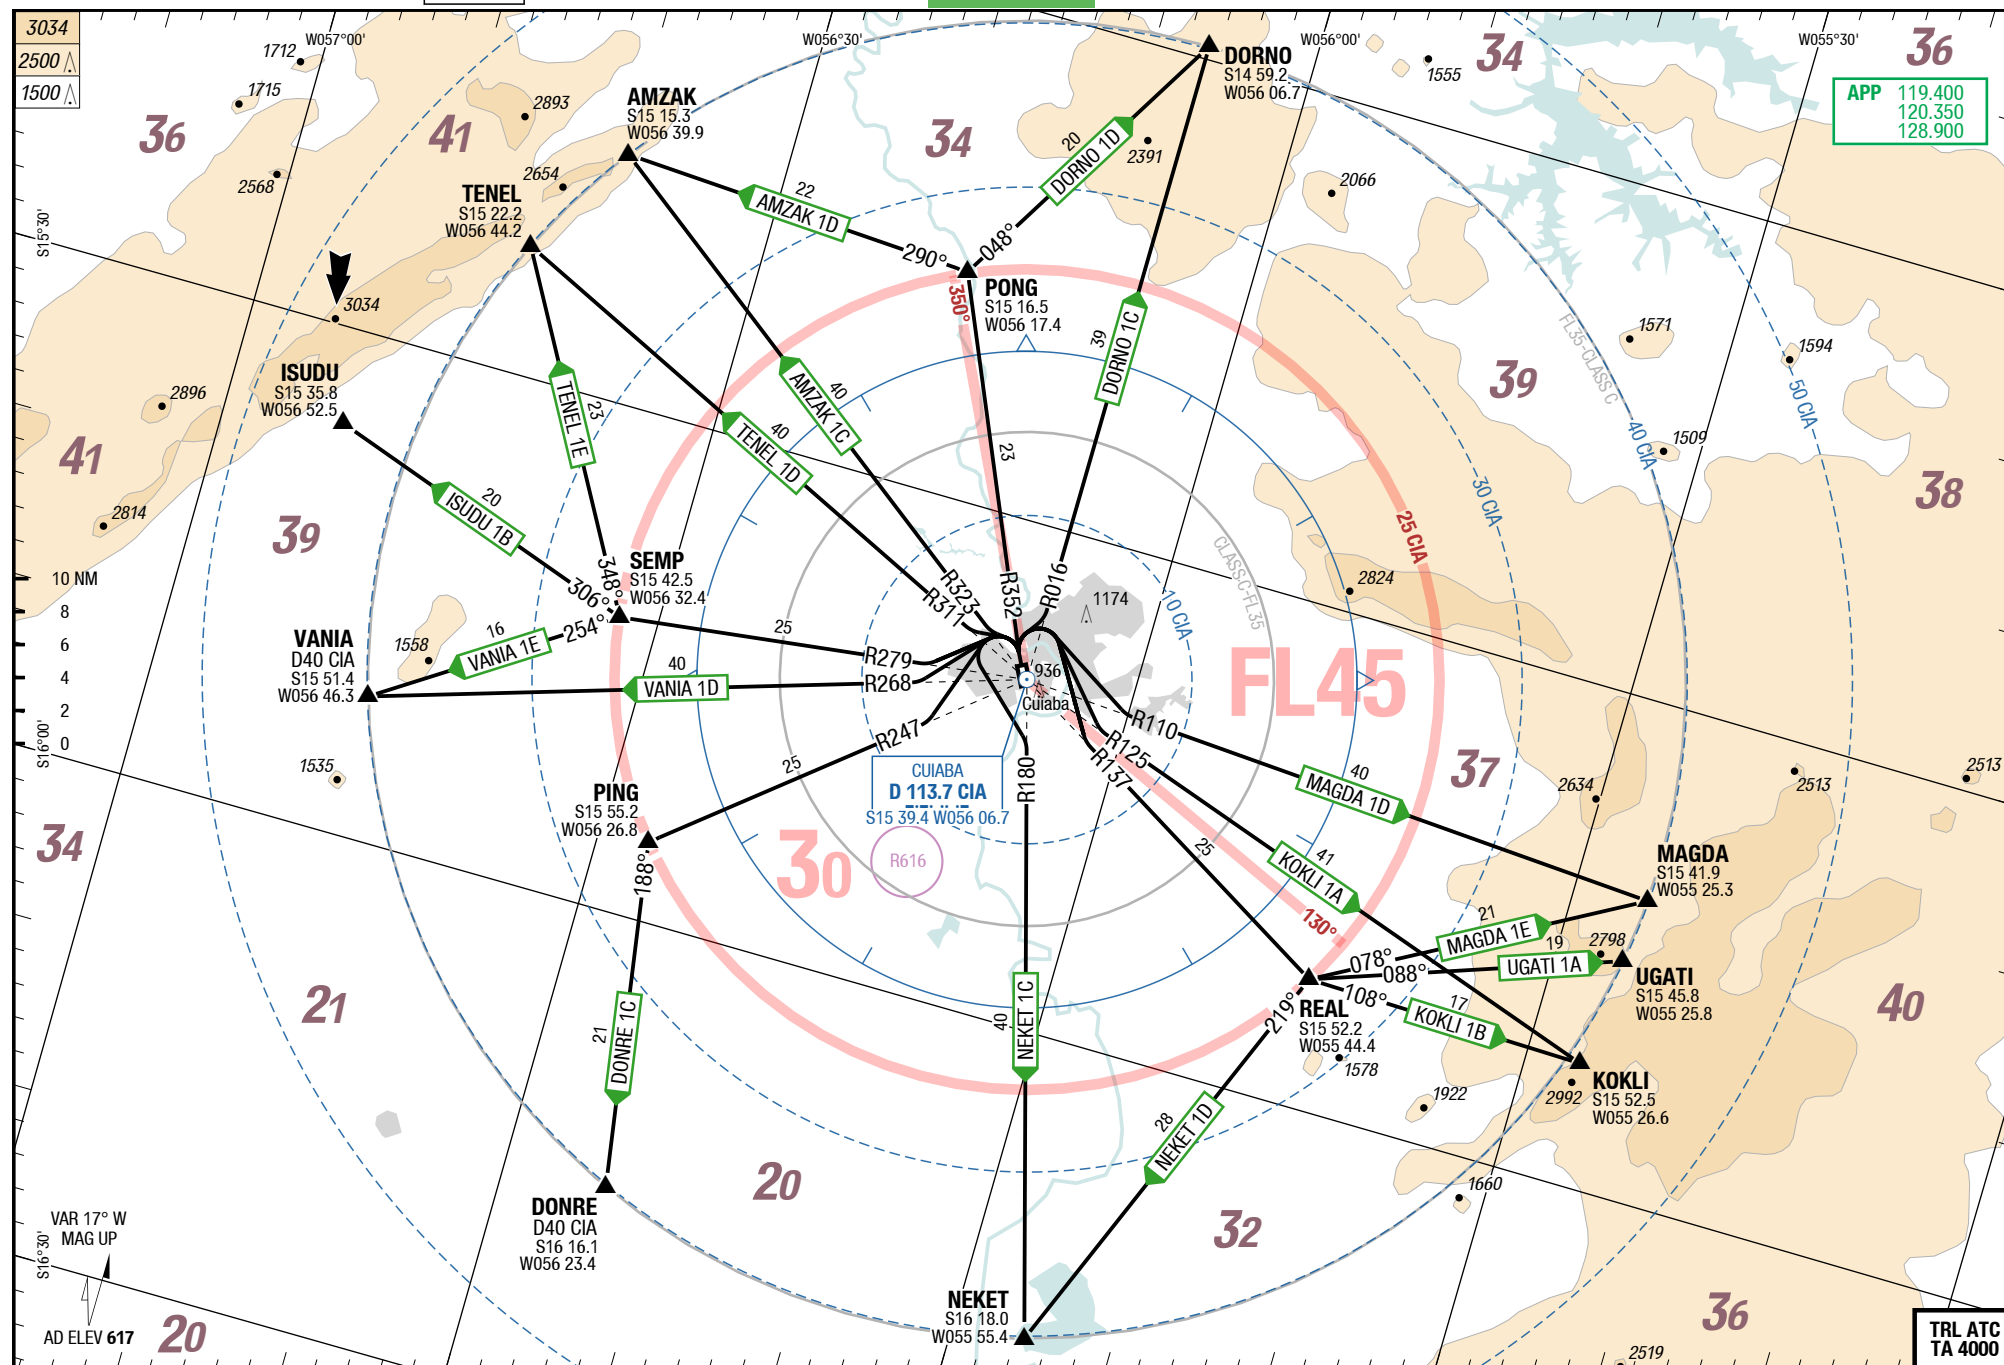 3034
2500
1500
W057°00'
W056°30'
W056°00'
W055°30'
1712
1715
2568
2893
2654
36
41
34
34
36
APP 119.400
120.350
128.900
DORNO
S14 59.2
W056 06.7
1555
2391
2066
AMZAK
S15 15.3
W056 39.9
TENEL
S15 22.2
W056 44.2
S15°30'
3034
22
AMZAK 1D
290°
20
DORNO 1D
048°
PONG
S15 16.5
W056 17.4
350°
39
DORNO 1C
FL35-CLASS C
1571
1594
50 CIA
39
1509
40 CIA
30 CIA
25 CIA
38
ISUDU
S15 35.8
W056 52.5
2896
41
2814
39
TENEL 1E
23
40
AMZAK 1C
40
TENEL 1D
23
20
ISUDU 1B
306°
348°
SEMP
S15 42.5
W056 32.4
254°
16
VANIA 1E
1558
VANIA
D40 CIA
S15 51.4
W056 46.3
10 NM
8
6
4
2
0
S16°00'
25
40
VANIA 1D
R311
R323
R352
R016
R279
R268
R247
R180
R110
R125
R137
1174
10 CIA
CLASS-C-FL35
936
Cuiaba
FL45
2824
CUIABA
D 113.7 CIA
S15 39.4 W056 06.7
R616
30
1535
34
25
PING
S15 55.2
W056 26.8
188°
21
DONRE 1C
21
40
MAGDA 1D
37
2634
2513
2513
41
KOKLI 1A
25
130°
MAGDA
S15 41.9
W055 25.3
21
MAGDA 1E
078°
19
UGATI 1A
088°
2798
UGATI
S15 45.8
W055 25.8
40
108°
17
KOKLI 1B
REAL
S15 52.2
W055 44.4
219°
1578
1922
2992
KOKLI
S15 52.5
W055 26.6
40
NEKET 1C
28
NEKET 1D
1660
20
32
DONRE
D40 CIA
S16 16.1
W056 23.4
NEKET
S16 18.0
W055 55.4
VAR 17° W
MAG UP
S16°30'
AD ELEV 617
20
36
2519
TRL ATC
TA 4000